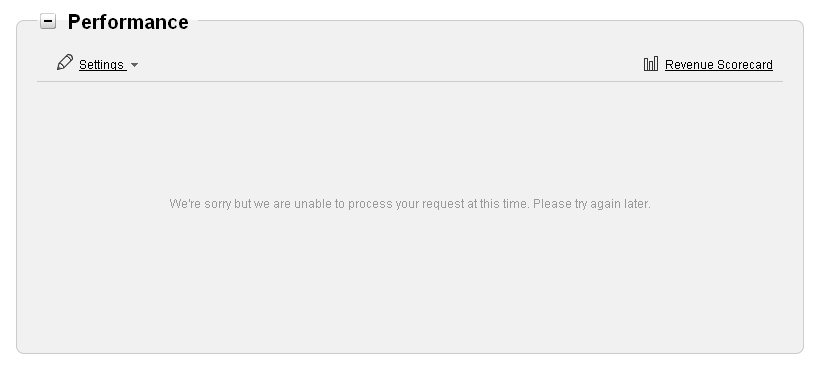 Performance
Settings
Revenue Scorecard
We're sorry but we are unable to process your request at this time. Please try again later.